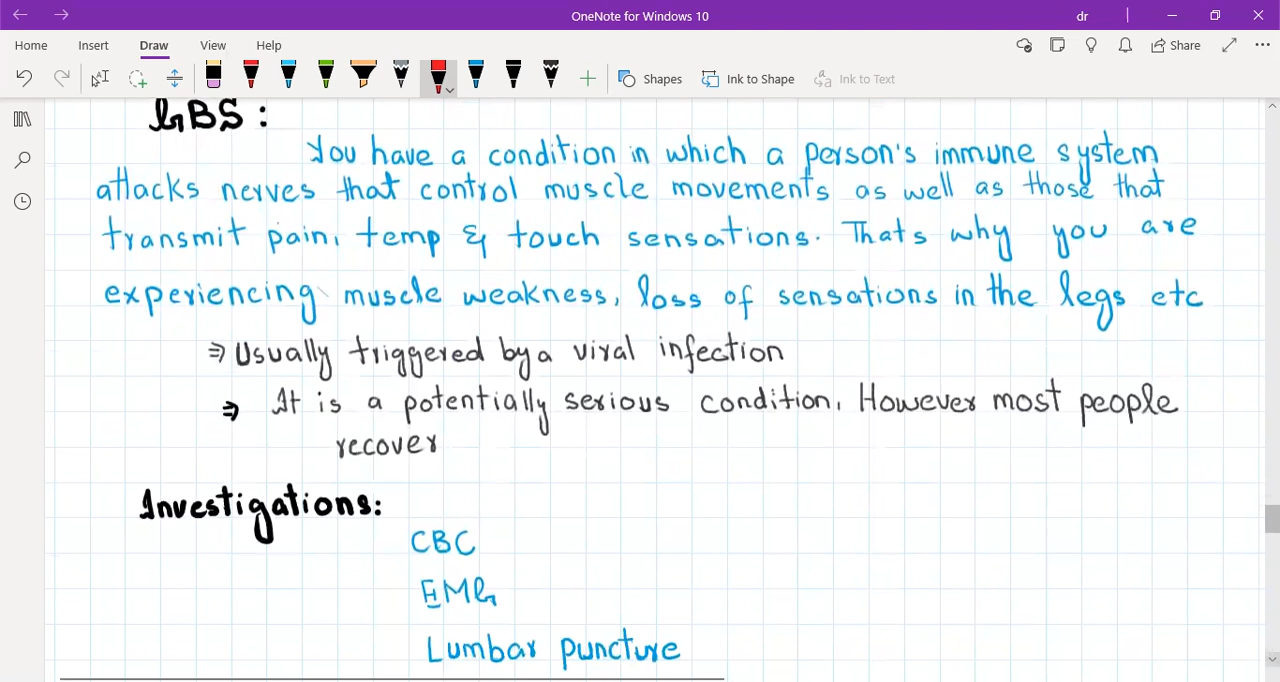 OneNote for Windows 10
dr
Home Insert Draw View Help
Share
Shapes Ink to Shape Ink to Text
GBS :
You have a condition in which a person's immune system
attacks nerves that control muscle movements as well as those that
transmit pain, temp & touch sensations. Thats why you are
experiencing muscle weakness, loss of sensations in the legs etc
⇒ Usually triggered by a viral infection
⇒ It is a potentially serious condition. However most people
recover
Investigations:
CBC
EMG
Lumbar puncture